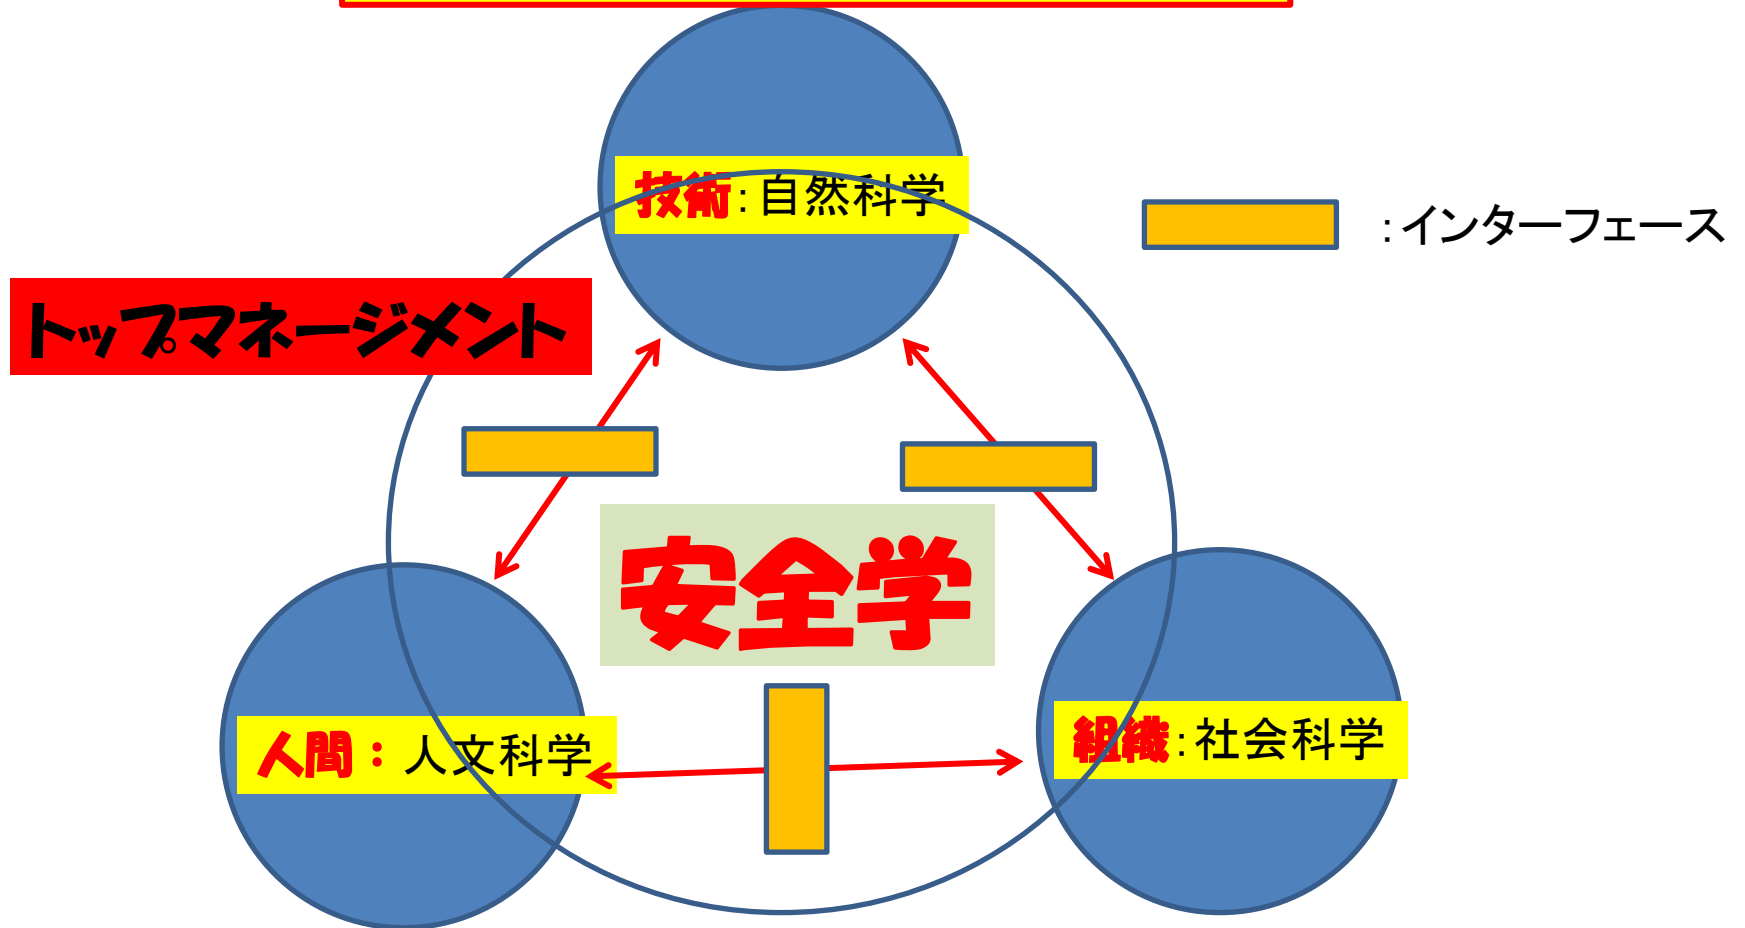 技術:自然科学
:インターフェース
トップマネージメント
安全学
人間：人文科学
組織:社会科学